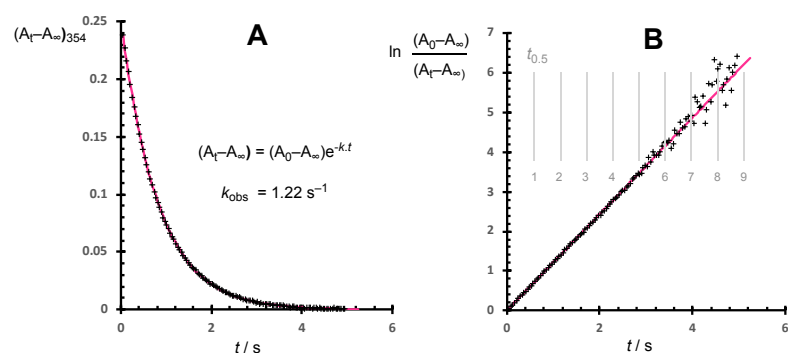 (Aₜ–A∞)₃₅₄
A
0.25
0.2
0.15
0.1
0.05
0
(Aₜ–A∞) = (A₀–A∞)e⁻ᵏ·ᵗ
k_obs = 1.22 s⁻¹
0 2 4 6
t / s
ln (A₀–A∞)
(Aₜ–A∞)
B
7
6
5
4
3
2
1
0
t₀.₅
1 2 3 4 5 6 7 8 9
0 2 4 6
t / s